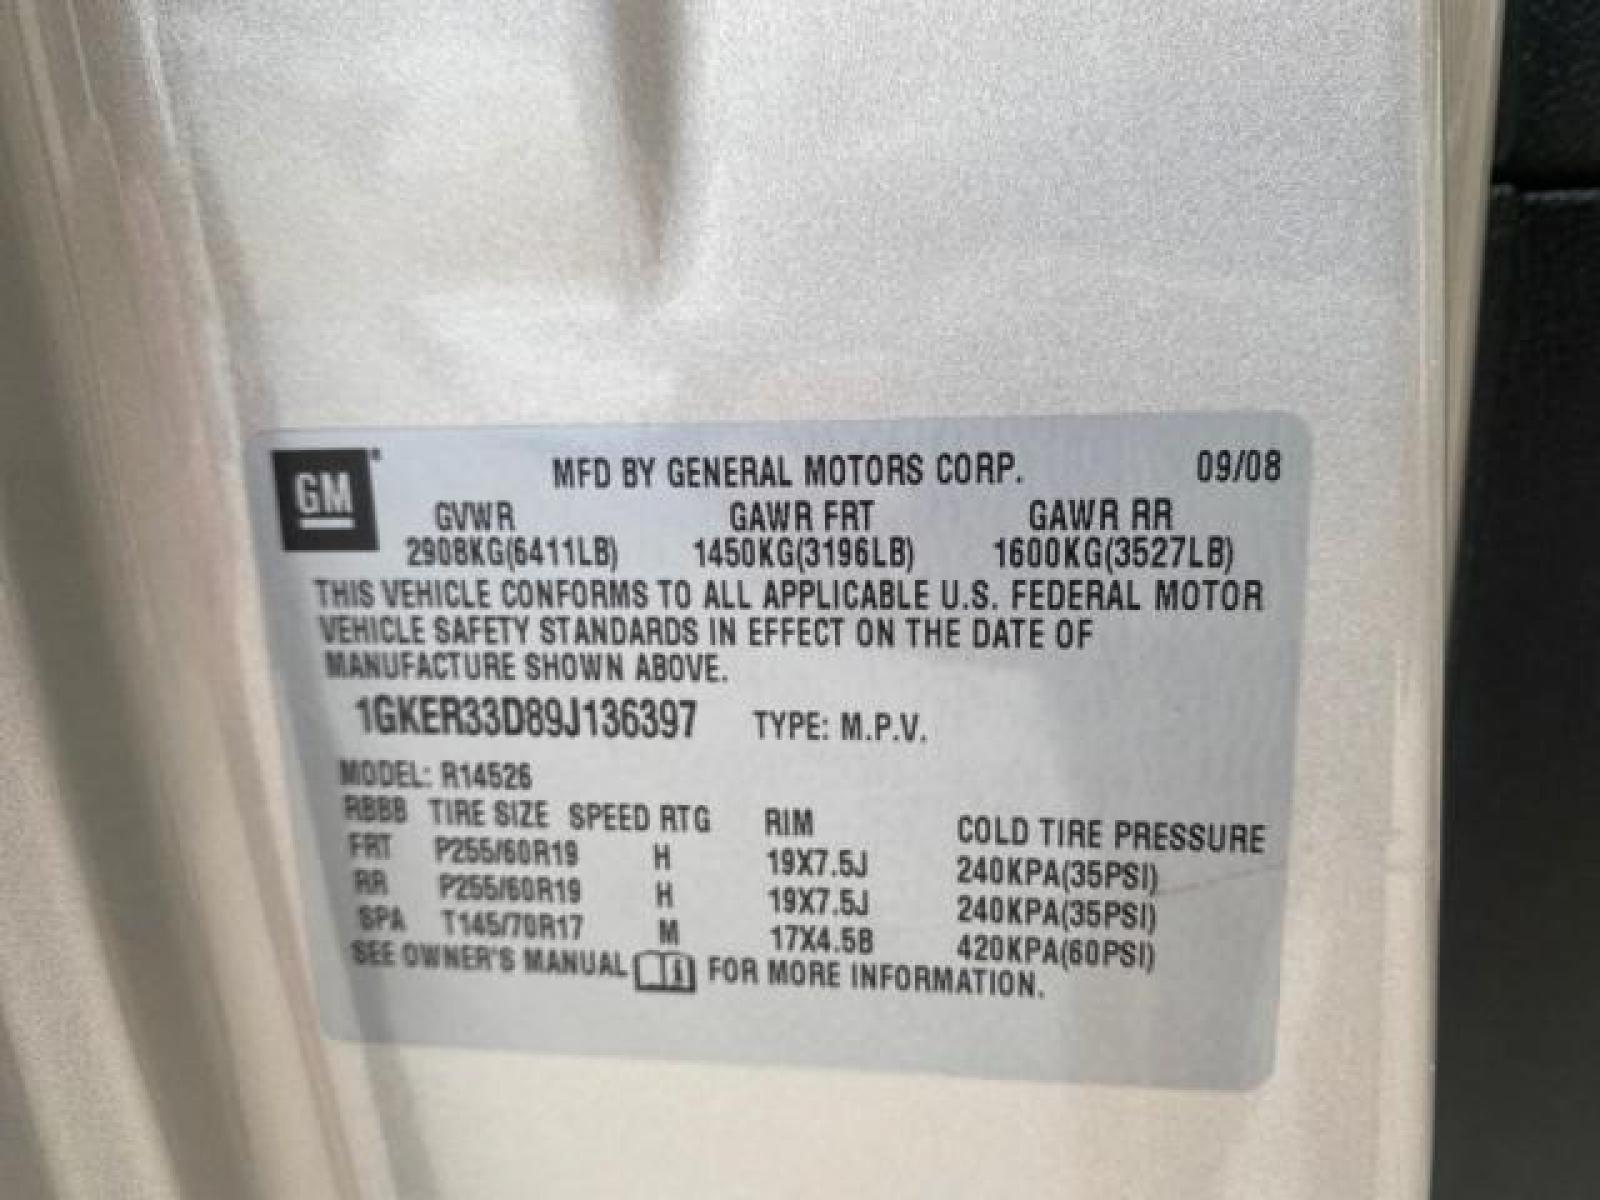 GM® MFD BY GENERAL MOTORS CORP. 09/08
GVWR GAWR FRT GAWR RR
2908KG(6411LB) 1450KG(3196LB) 1600KG(3527LB)
THIS VEHICLE CONFORMS TO ALL APPLICABLE U.S. FEDERAL MOTOR
VEHICLE SAFETY STANDARDS IN EFFECT ON THE DATE OF
MANUFACTURE SHOWN ABOVE.
1GKER33D89J136397 TYPE: M.P.V.
MODEL: R14526
RBBB TIRE SIZE SPEED RTG RIM COLD TIRE PRESSURE
FRT P255/60R19 H 19X7.5J 240KPA(35PSI)
RR P255/60R19 H 19X7.5J 240KPA(35PSI)
SPA T145/70R17 M 17X4.5B 420KPA(60PSI)
SEE OWNER'S MANUAL FOR MORE INFORMATION.